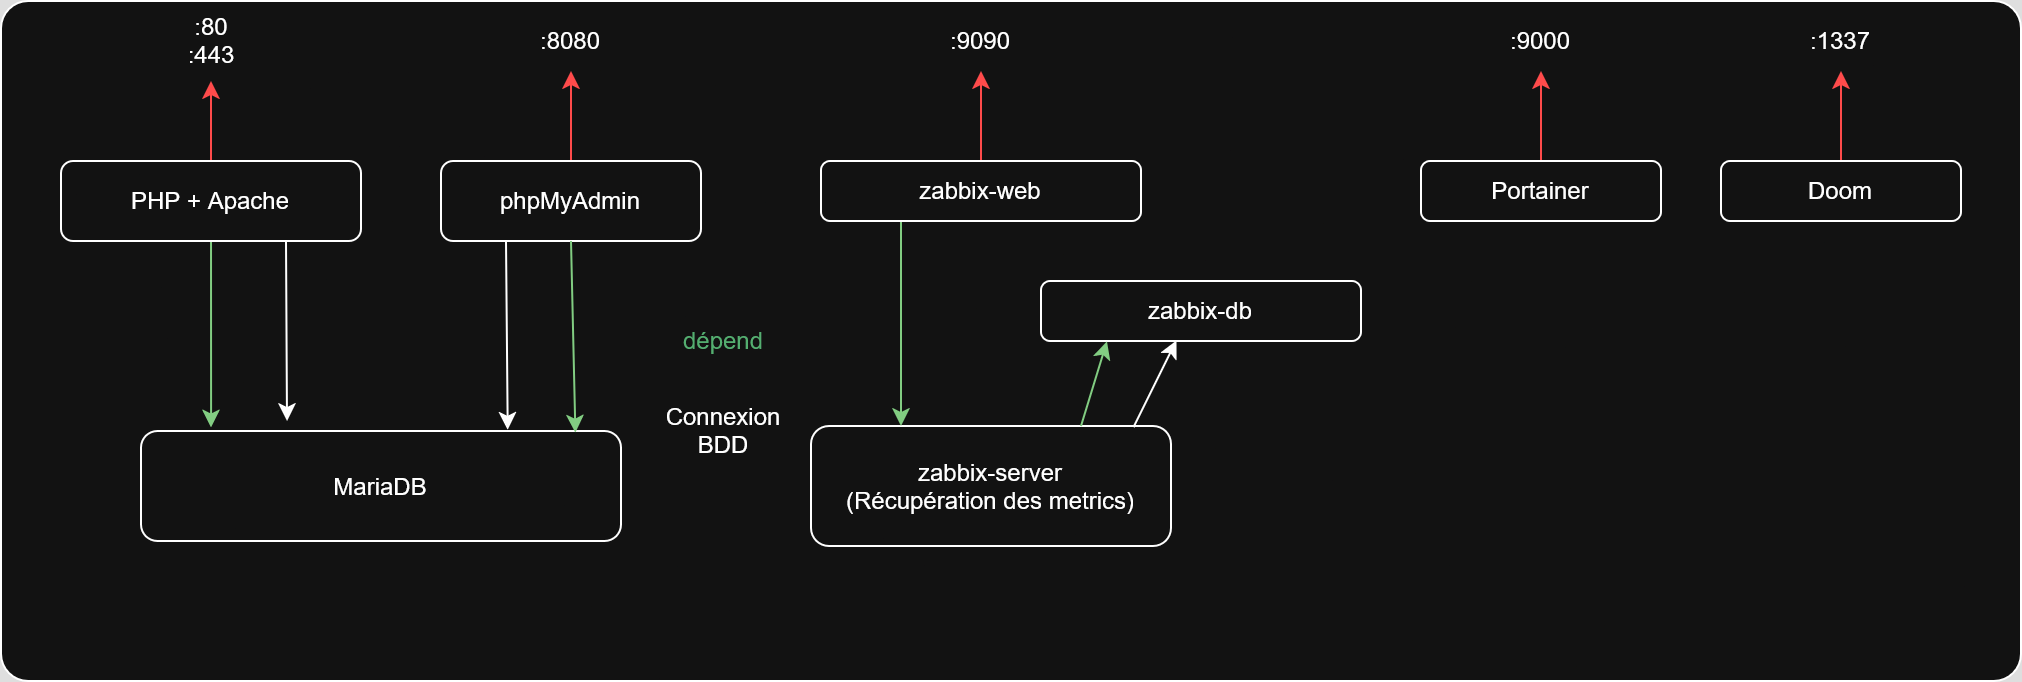 :80
:443
:8080
:9090
:9000
:1337
PHP + Apache
phpMyAdmin
zabbix-web
Portainer
Doom
zabbix-db
dépend
Connexion
BDD
MariaDB
zabbix-server
(Récupération des metrics)